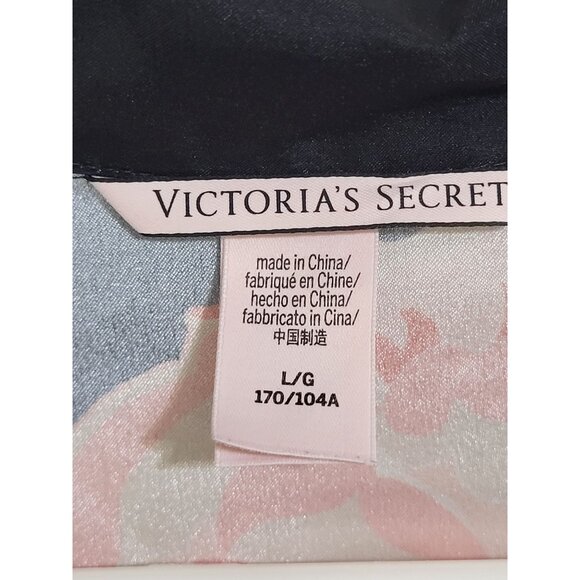 VICTORIA'S SECRET
made in China/
fabriqué en Chine/
hecho en China/
fabbricato in Cina/
中国制造
L/G
170/104A